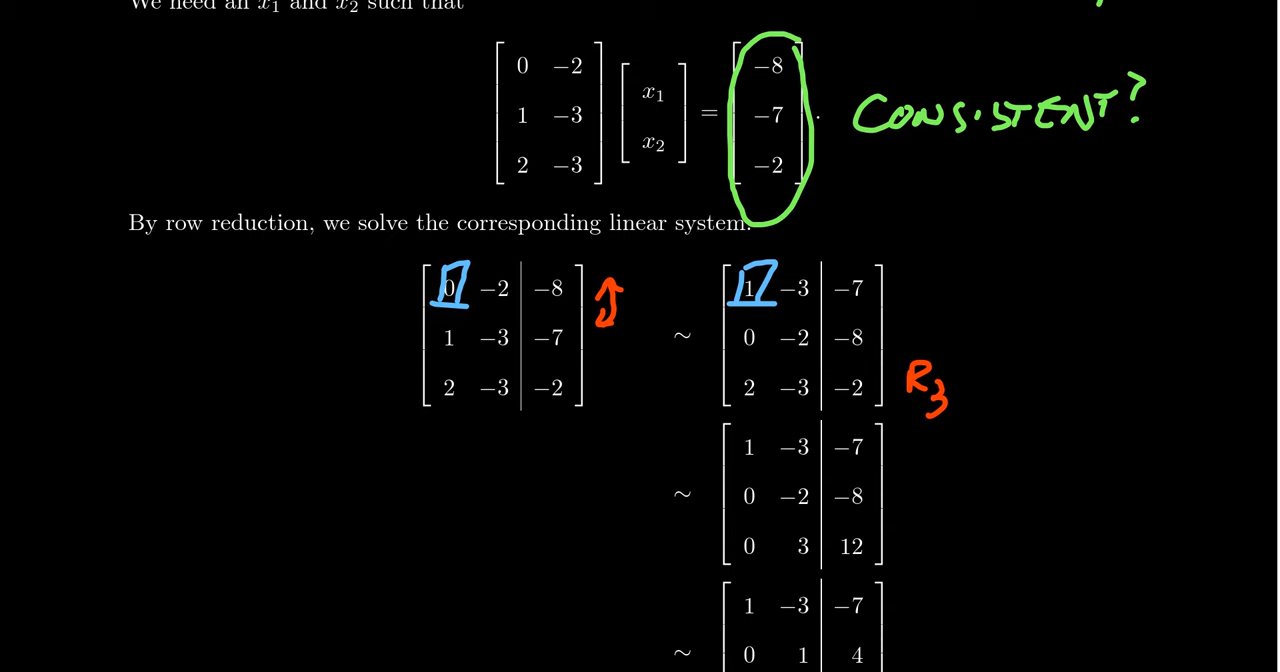 We need an x₁ and x₂ such that
[ 0 −2 ] [ x₁ ] = [ −8 ]
[ 1 −3 ] [ x₂ ] [ −7 ] .
[ 2 −3 ] [ −2 ]
CONSISTENT?
By row reduction, we solve the corresponding linear system.
[ 0 −2 | −8 ]
[ 1 −3 | −7 ]
[ 2 −3 | −2 ]
[ 1 −3 | −7 ]
∼ [ 0 −2 | −8 ]
[ 2 −3 | −2 ] R₃
[ 1 −3 | −7 ]
∼ [ 0 −2 | −8 ]
[ 0 3 | 12 ]
[ 1 −3 | −7 ]
∼ [ 0 1 | 4